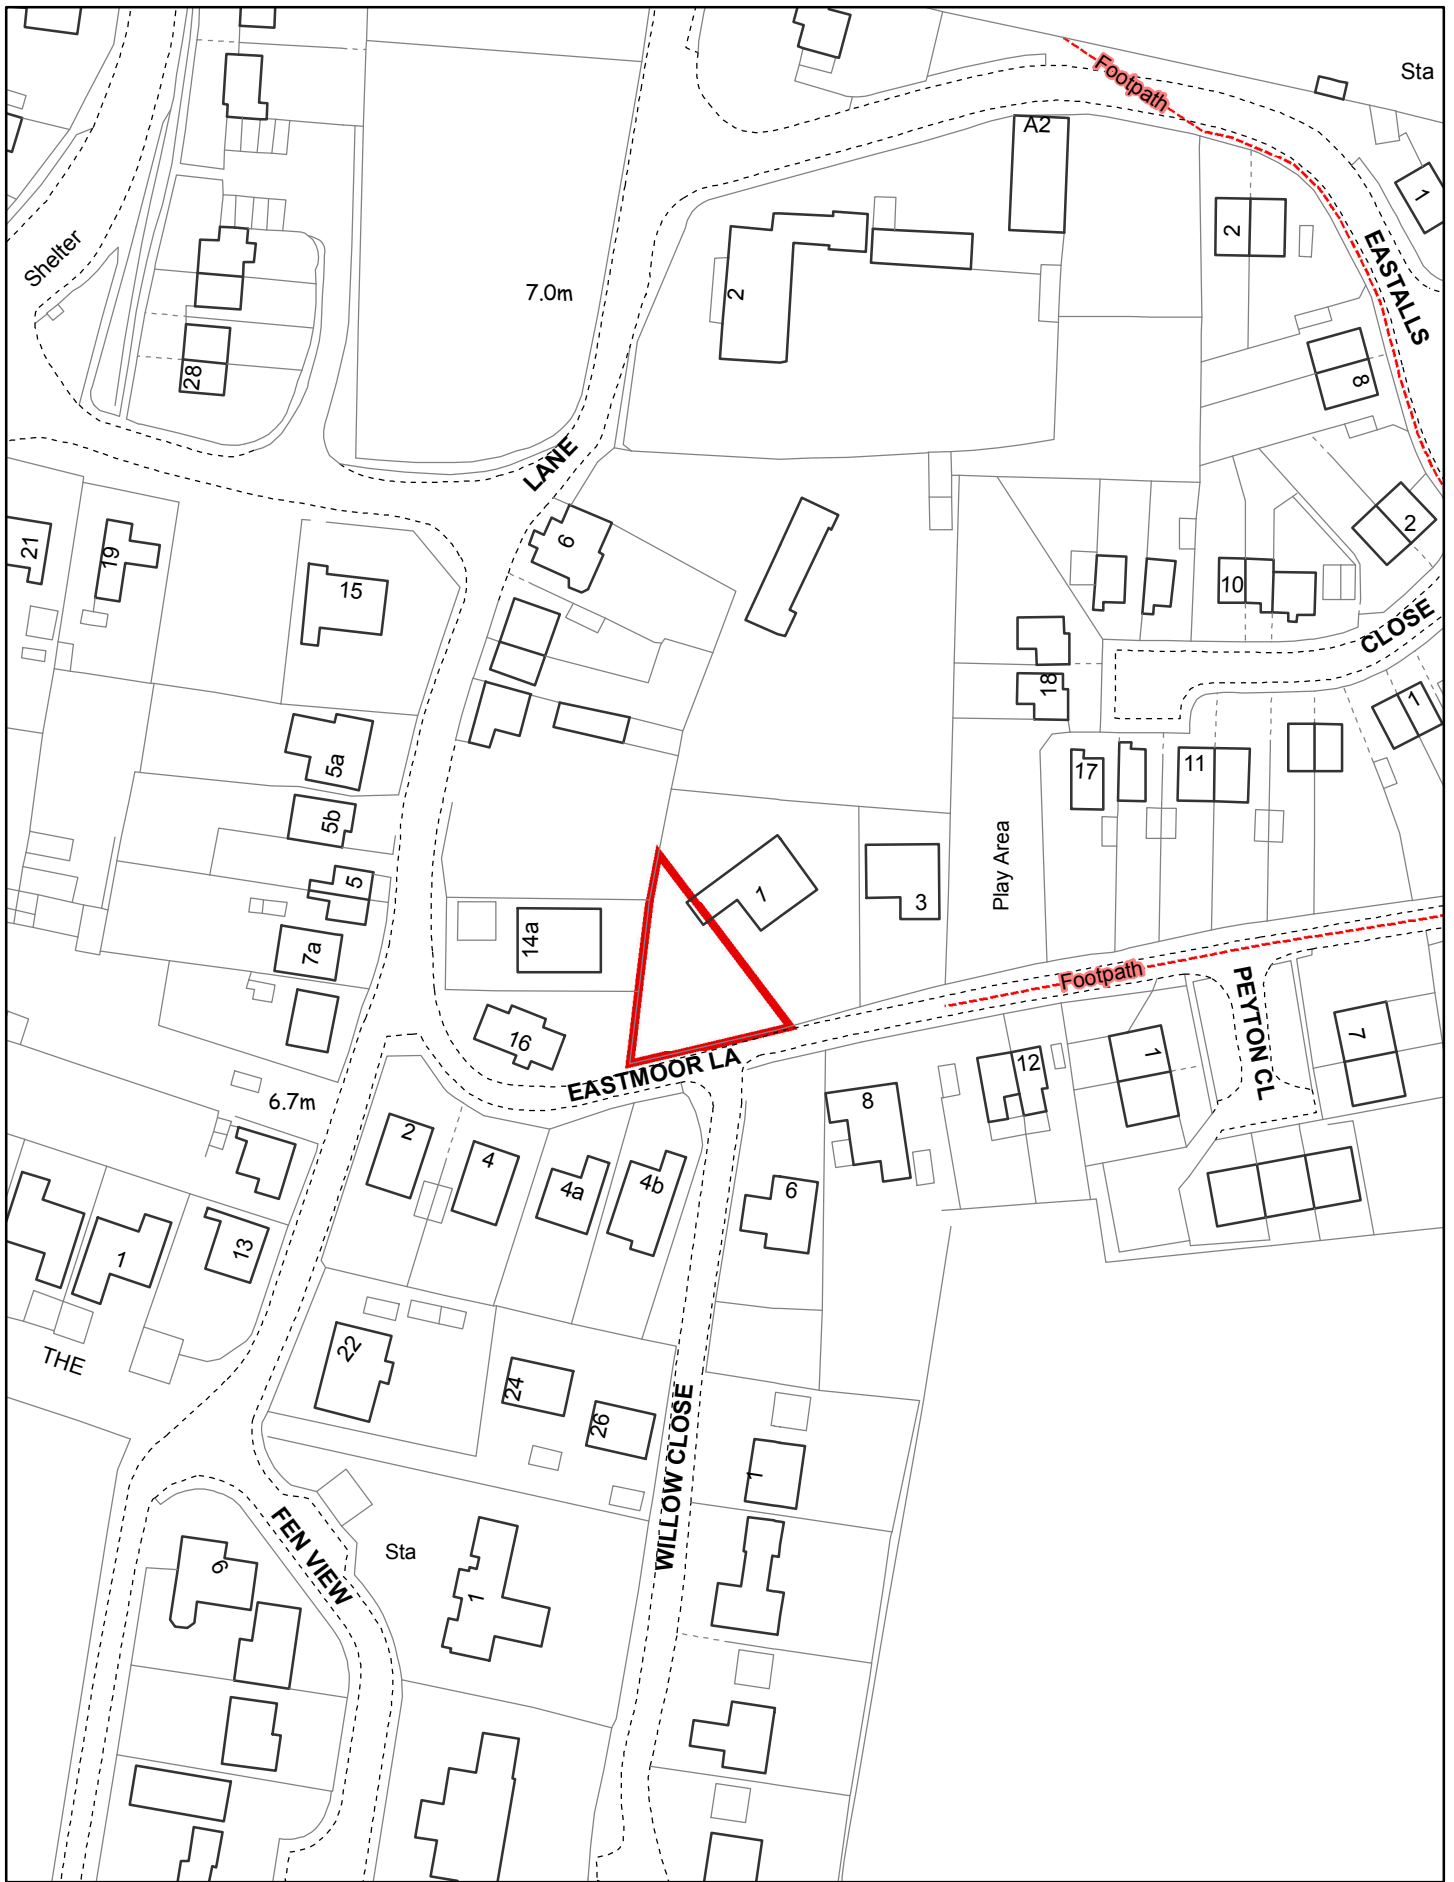 Sta
Footpath
A2
1
2
EASTALLS
Shelter
7.0m
2
28
8
LANE
2
21
19
15
6
10
CLOSE
18
1
5a
5b
17
11
5
1
3
Play Area
14a
7a
Footpath
PEYTON CL
7
16
EASTMOOR LA
12
1
6.7m
8
2
4
4a
4b
6
1
13
THE
22
24
26
WILLOW CLOSE
1
FEN VIEW
Sta
6
1